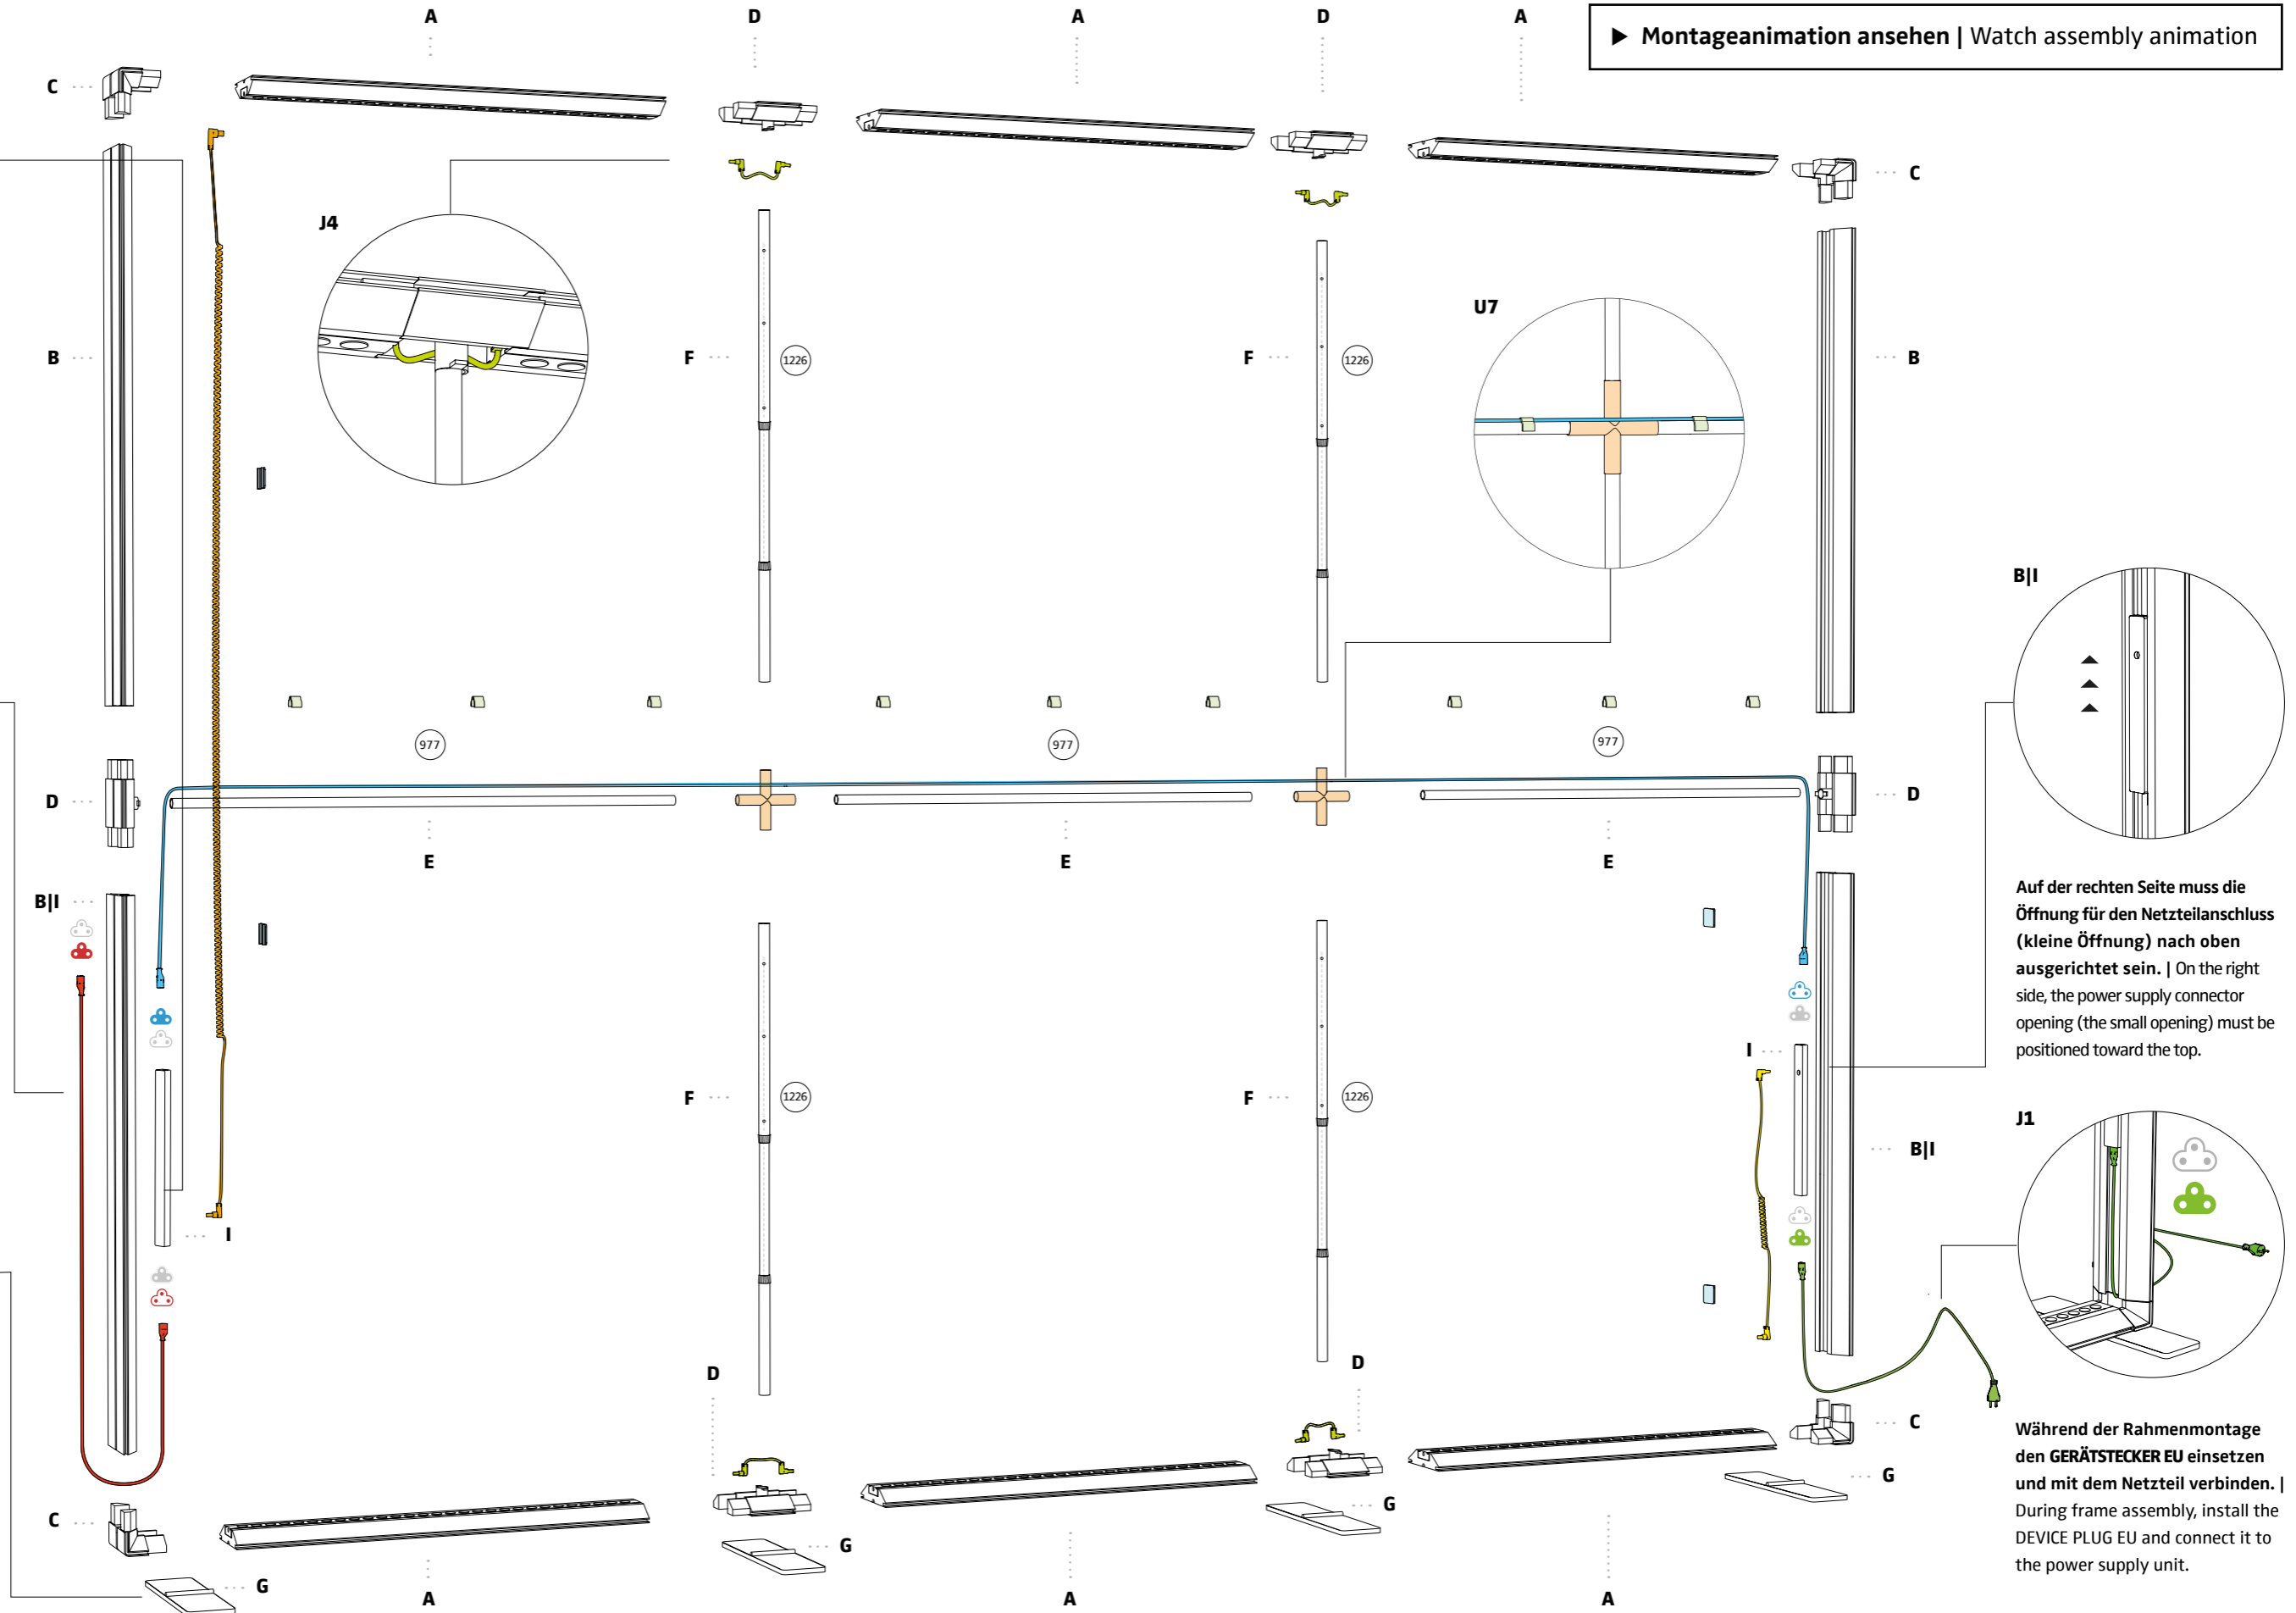 A
D
A
D
A
▶ Montageanimation ansehen | Watch assembly animation
C
C
J4
U7
B
F
1226
F
1226
B
B|I
977
977
977
D
D
E
E
E
B|I
Auf der rechten Seite muss die
Öffnung für den Netzteilanschluss
(kleine Öffnung) nach oben
ausgerichtet sein. | On the right
side, the power supply connector
opening (the small opening) must be
positioned toward the top.
I
F
1226
F
1226
J1
B|I
I
D
D
C
Während der Rahmenmontage
den GERÄTSTECKER EU einsetzen
und mit dem Netzteil verbinden. |
During frame assembly, install the
DEVICE PLUG EU and connect it to
the power supply unit.
G
G
C
G
G
A
A
A